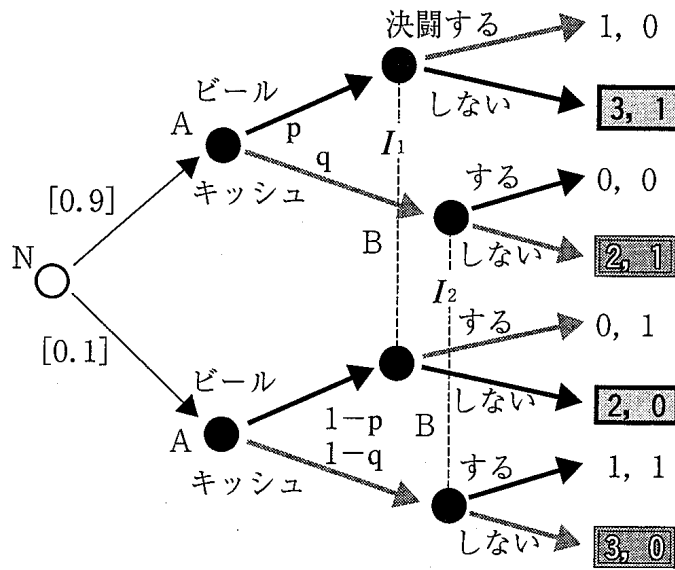 決闘する
1, 0
ビール
しない
3, 1
A
p
I1
q
する
0, 0
キッシュ
[0.9]
B
しない
2, 1
N
I2
する
0, 1
[0.1]
ビール
しない
2, 0
1-p
B
A
1-q
する
1, 1
キッシュ
しない
3, 0